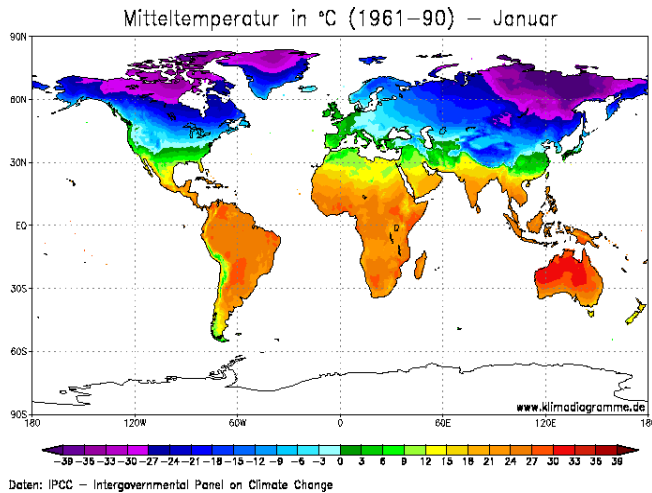 Mitteltemperatur in °C (1961-90) - Januar
90N
60N
30N
EQ
30S
60S
90S
180 120W 60W 0 60E 120E 180
www.klimadiagramme.de
-39 -35 -33 -30 -27 -24 -21 -18 -15 -12 -9 -6 -3 0 3 6 9 12 15 18 21 24 27 30 33 35 39
Daten: IPCC - Intergovernmental Panel on Climate Change